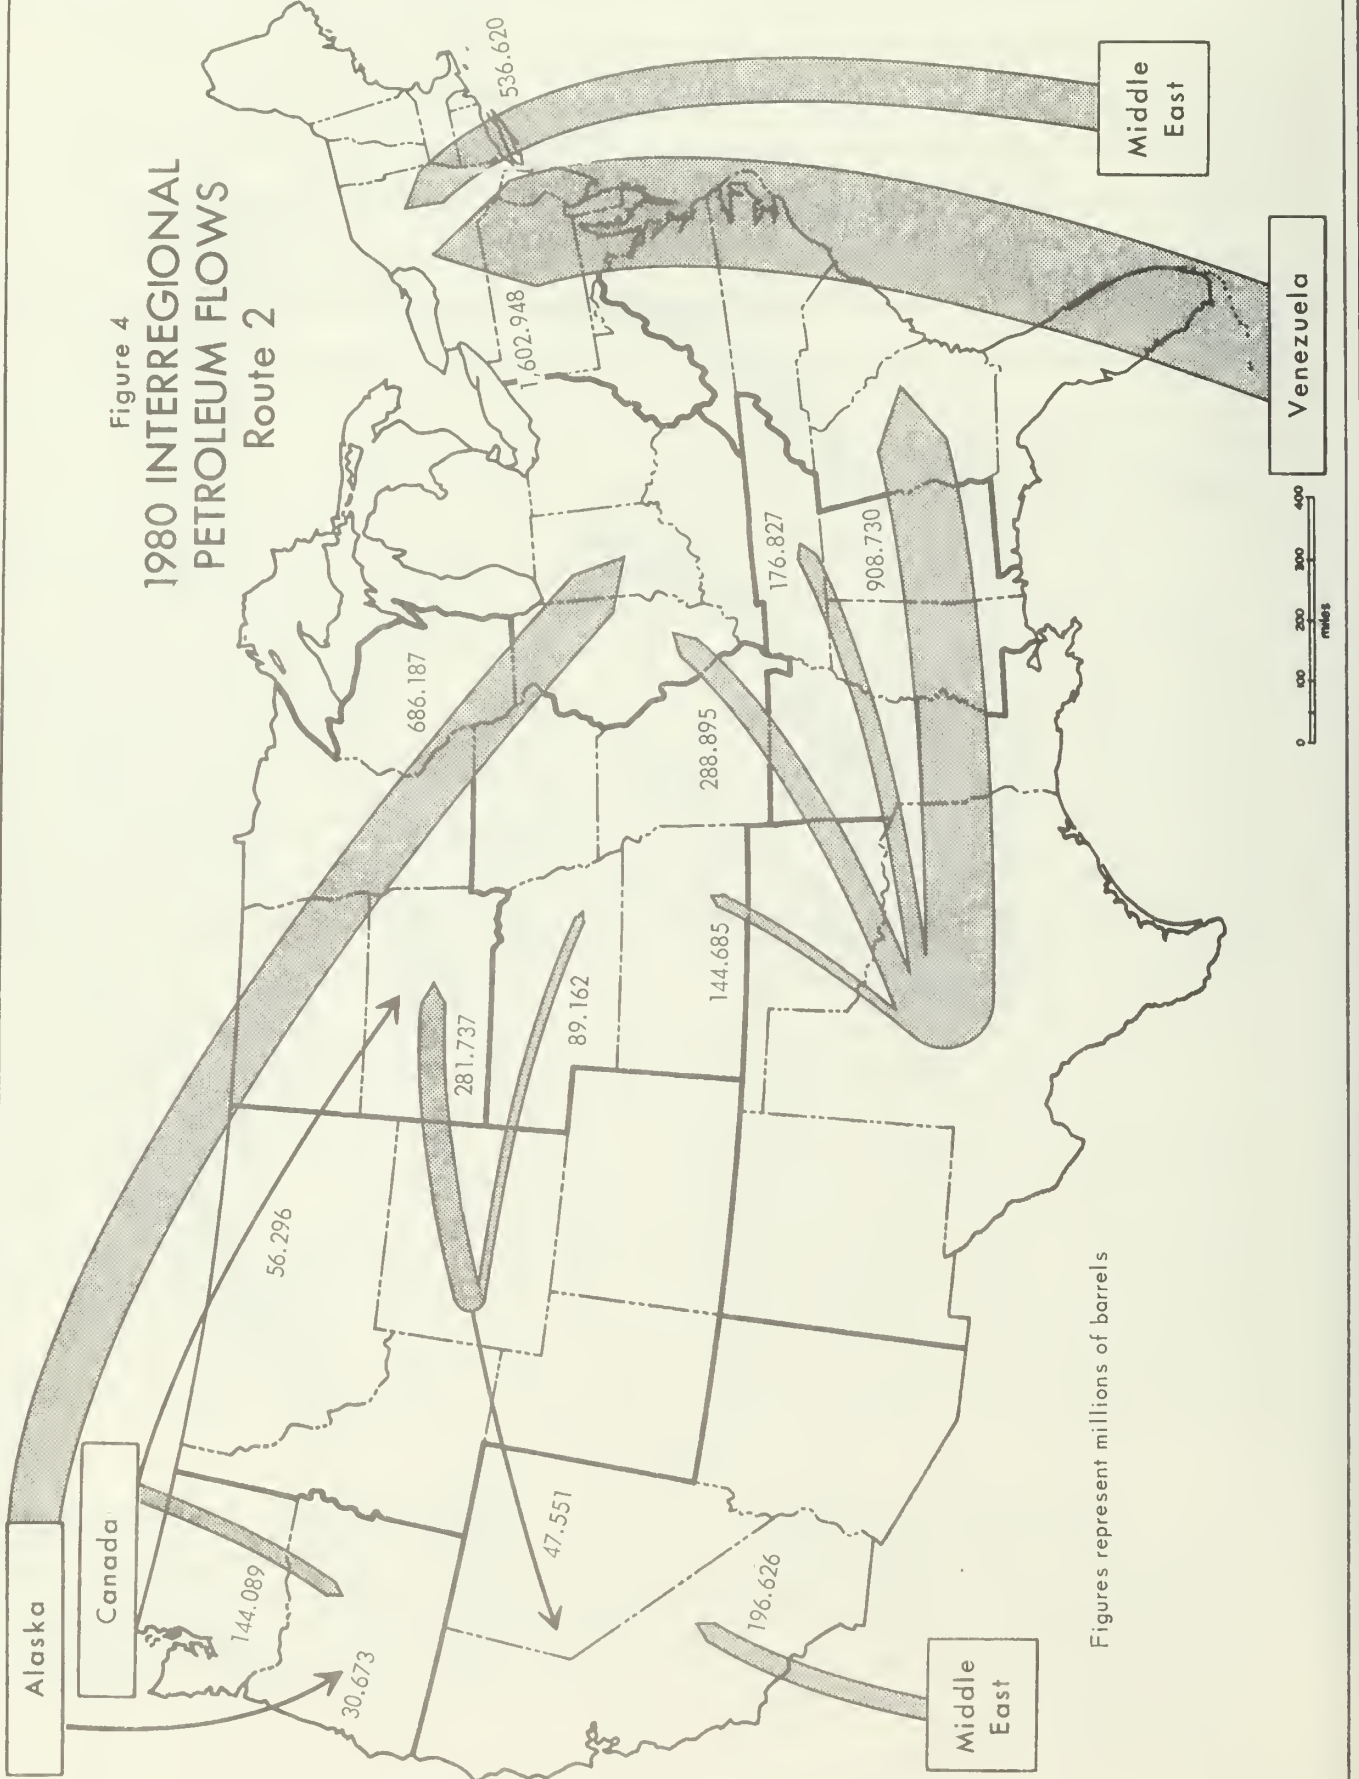 Figure 4
1980 INTERREGIONAL
PETROLEUM FLOWS
Route 2
Alaska
Canada
144.089
30.673
56.296
686.187
281.737
89.162
47.551
144.685
288.895
176.827
908.730
1,602.948
536.620
196.626
Middle
East
Middle
East
Venezuela
0 100 200 300 400
miles
Figures represent millions of barrels